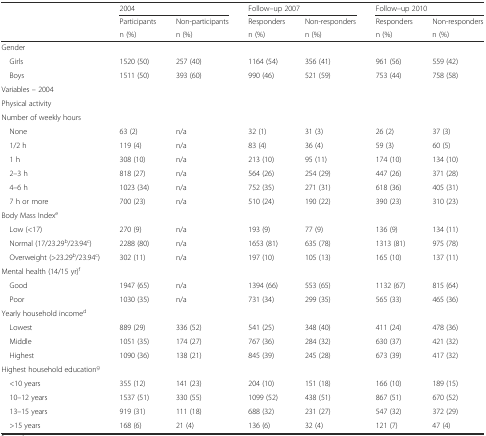 2004 Follow–up 2007 Follow–up 2010
Participants Non-participants Responders Non-responders Responders Non-responders
n (%) n (%) n (%) n (%) n (%) n (%)
Gender
Girls 1520 (50) 257 (40) 1164 (54) 356 (41) 961 (56) 559 (42)
Boys 1511 (50) 393 (60) 990 (46) 521 (59) 753 (44) 758 (58)
Variables – 2004
Physical activity
Number of weekly hours
None 63 (2) n/a 32 (1) 31 (3) 26 (2) 37 (3)
1/2 h 119 (4) n/a 83 (4) 36 (4) 59 (3) 60 (5)
1 h 308 (10) n/a 213 (10) 95 (11) 174 (10) 134 (10)
2–3 h 818 (27) n/a 564 (26) 254 (29) 447 (26) 371 (28)
4–6 h 1023 (34) n/a 752 (35) 271 (31) 618 (36) 405 (31)
7 h or more 700 (23) n/a 510 (24) 190 (22) 390 (23) 310 (23)
Body Mass Indexᵉ
Low (<17) 270 (9) n/a 193 (9) 77 (9) 136 (9) 134 (11)
Normal (17/23.29ᵇ/23.94ᶜ) 2288 (80) n/a 1653 (81) 635 (78) 1313 (81) 975 (78)
Overweight (>23.29ᵇ/23.94ᶜ) 302 (11) n/a 197 (10) 105 (13) 165 (10) 137 (11)
Mental health (14/15 yr)ᶠ
Good 1947 (65) n/a 1394 (66) 553 (65) 1132 (67) 815 (64)
Poor 1030 (35) n/a 731 (34) 299 (35) 565 (33) 465 (36)
Yearly household incomeᵈ
Lowest 889 (29) 336 (52) 541 (25) 348 (40) 411 (24) 478 (36)
Middle 1051 (35) 174 (27) 767 (36) 284 (32) 630 (37) 421 (32)
Highest 1090 (36) 138 (21) 845 (39) 245 (28) 673 (39) 417 (32)
Highest household educationᵍ
<10 years 355 (12) 141 (23) 204 (10) 151 (18) 166 (10) 189 (15)
10–12 years 1537 (51) 330 (55) 1099 (52) 438 (51) 867 (51) 670 (52)
13–15 years 919 (31) 111 (18) 688 (32) 231 (27) 547 (32) 372 (29)
>15 years 168 (6) 21 (4) 136 (6) 32 (4) 121 (7) 47 (4)